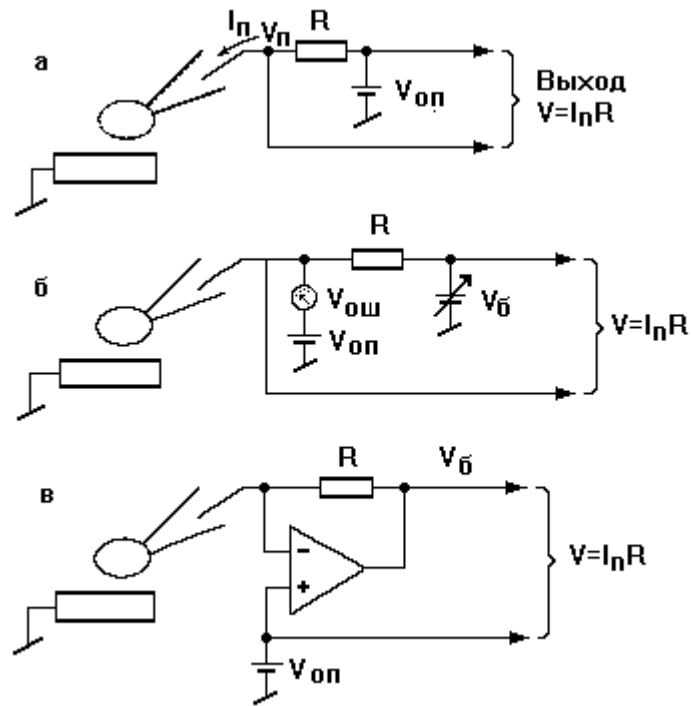 а
Iп Vп R
Vоп
Выход
V=IпR
б
R
Vош
Vоп
Vб
V=IпR
в
R
Vб
−
+
Vоп
V=IпR